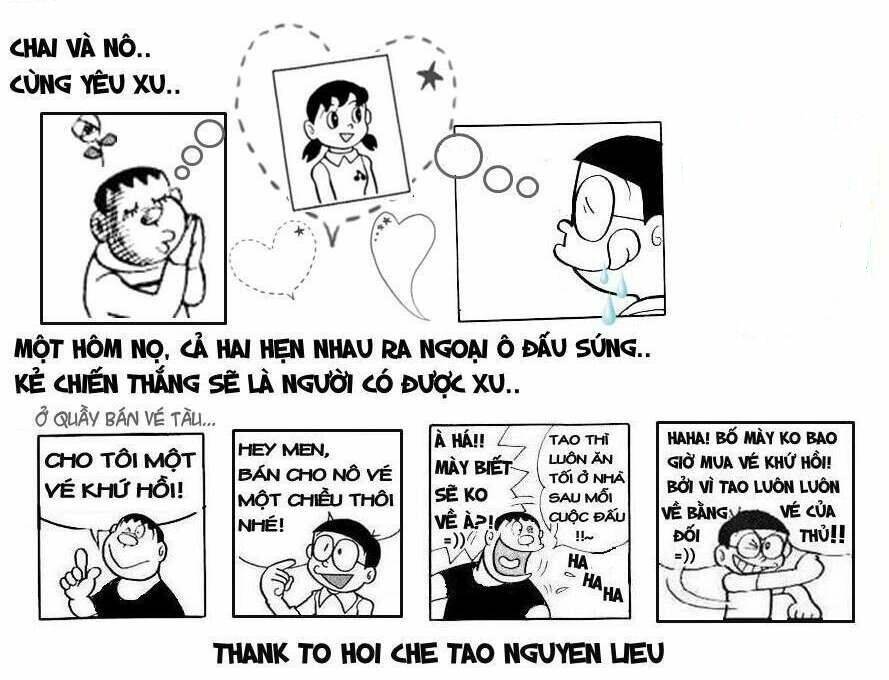 CHAI VÀ NÔ..
CÙNG YÊU XU..
MỘT HÔM NỌ, CẢ HAI HẸN NHAU RA NGOẠI Ô ĐẤU SÚNG..
KẺ CHIẾN THẮNG SẼ LÀ NGƯỜI CÓ ĐƯỢC XU..
Ở QUẦY BÁN VÉ TÀU...
CHO TÔI MỘT
VÉ KHỨ HỒI!
HEY MEN,
BÁN CHO NÔ VÉ
MỘT CHIỀU THÔI
NHÉ!
À HÁ!!
MÀY BIẾT
SẼ KO
VỀ À?!
=))
TAO THÌ
LUÔN ĂN
TỐI Ở NHÀ
SAU MỖI
CUỘC ĐẤU
!!~
HA
HA
HA
HAHA! BỐ MÀY KO BAO
GIỜ MUA VÉ KHỨ HỒI!
BỞI VÌ TAO LUÔN LUÔN
VỀ BẰNG VÉ CỦA
ĐỐI THỦ!!
=))
THANK TO HOI CHE TAO NGUYEN LIEU